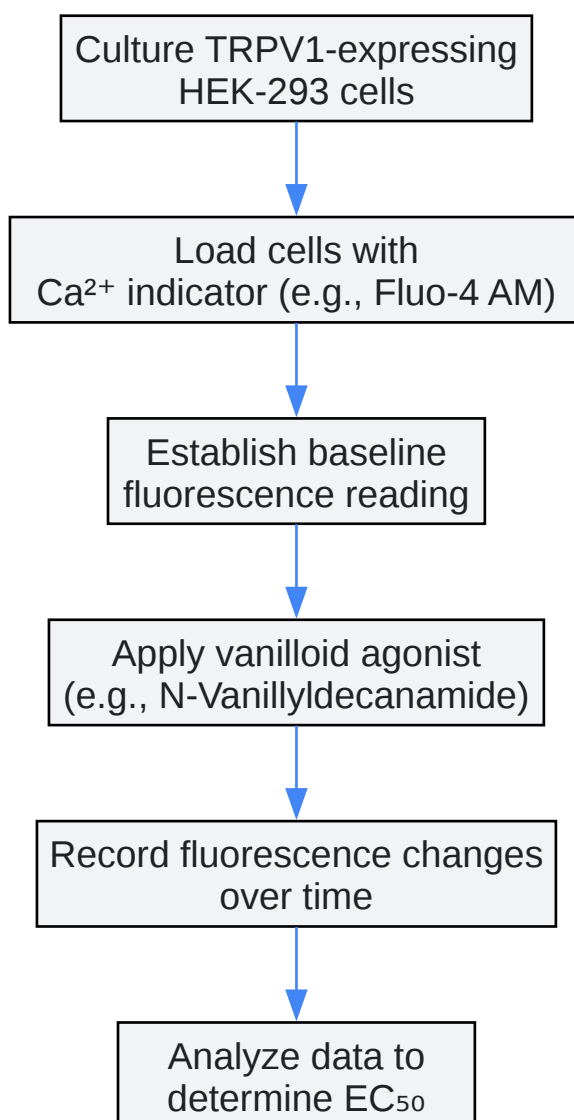 Culture TRPV1-expressing
HEK-293 cells
Load cells with
Ca²⁺ indicator (e.g., Fluo-4 AM)
Establish baseline
fluorescence reading
Apply vanilloid agonist
(e.g., N-Vanillyldecanamide)
Record fluorescence changes
over time
Analyze data to
determine EC₅₀